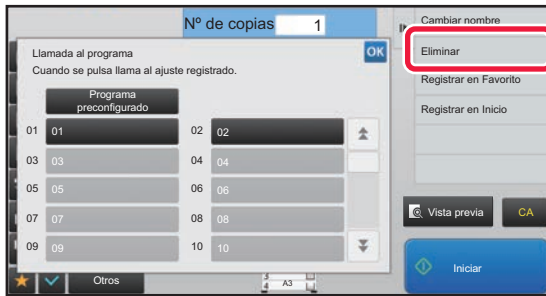 Nº de copias 1
Llamada al programa
OK
Cuando se pulsa llama al ajuste registrado.
Programa
preconfigurado
01 01
02 02
03 03
04 04
05 05
06 06
07 07
08 08
09 09
10 10
Otros
A3
Cambiar nombre
Eliminar
Registrar en Favorito
Registrar en Inicio
Vista previa
CA
Iniciar